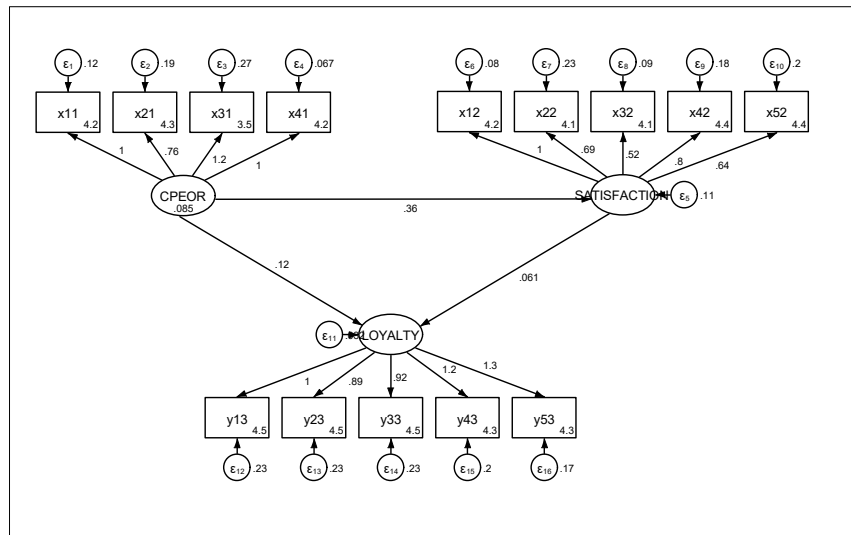 ε1 .12 ε2 .19 ε3 .27 ε4 .067 ε6 .08 ε7 .23 ε8 .09 ε9 .18 ε10 .2
x11 x21 x31 x41 x12 x22 x32 x42 x52
4.2 4.3 3.5 4.2 4.2 4.1 4.1 4.4 4.4
1 .76 1.2 1 1 .69 .52 .8 .64
CPEOR SATISFACTION ε5 .11
.085 .36
.12 .061
ε11 LOYALTY
1 .89 .92 1.2 1.3
y13 y23 y33 y43 y53
4.5 4.5 4.5 4.3 4.3
ε12 .23 ε13 .23 ε14 .23 ε15 .2 ε16 .17